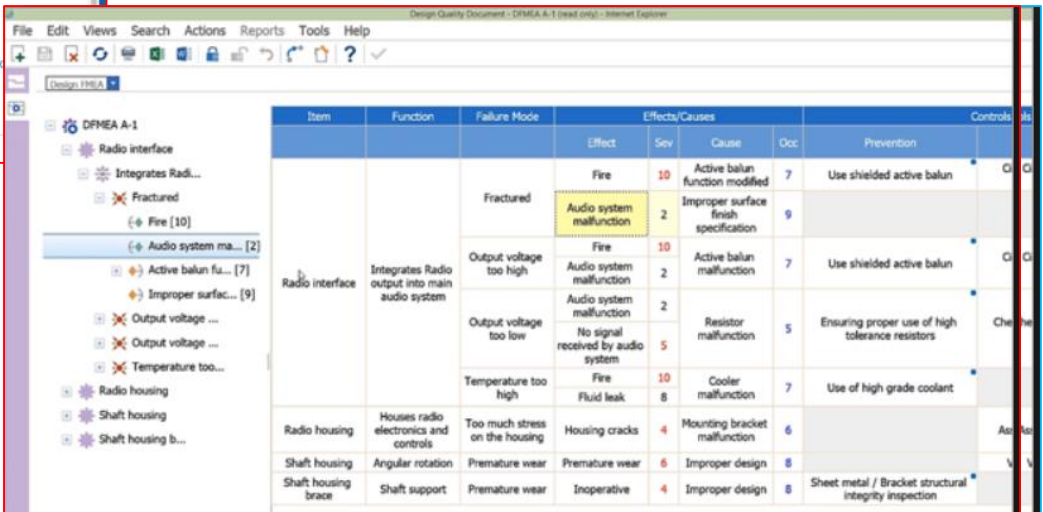 Design Quality Document - DFMEA A-1 (read only) - Internet Explorer
File Edit Views Search Actions Reports Tools Help
Design FMEA
DFMEA A-1
Radio interface
Integrates Radi...
Fractured
Fire [10]
Audio system ma... [2]
Active balun fu... [7]
Improper surfac... [9]
Output voltage ...
Output voltage ...
Temperature too...
Radio housing
Shaft housing
Shaft housing b...
Item Function Failure Mode Effects/Causes Controls
Effect Sev Cause Occ Prevention
Radio interface
Integrates Radio
output into main
audio system
Fractured
Fire 10
Active balun
function modified
7 Use shielded active balun
Audio system
malfunction
2
Improper surface
finish
specification
9
Output voltage
too high
Fire 10
Audio system
malfunction
2
Active balun
malfunction
7 Use shielded active balun
Output voltage
too low
Audio system
malfunction
2
No signal
received by audio
system
5
Resistor
malfunction
5
Ensuring proper use of high
tolerance resistors
Temperature too
high
Fire 10
Fluid leak 8
Cooler
malfunction
7 Use of high grade coolant
Radio housing
Houses radio
electronics and
controls
Too much stress
on the housing
Housing cracks 4
Mounting bracket
malfunction
6
Shaft housing Angular rotation Premature wear Premature wear 6 Improper design 8
Shaft housing
brace
Shaft support Premature wear Inoperative 4 Improper design 8
Sheet metal / Bracket structural
integrity inspection